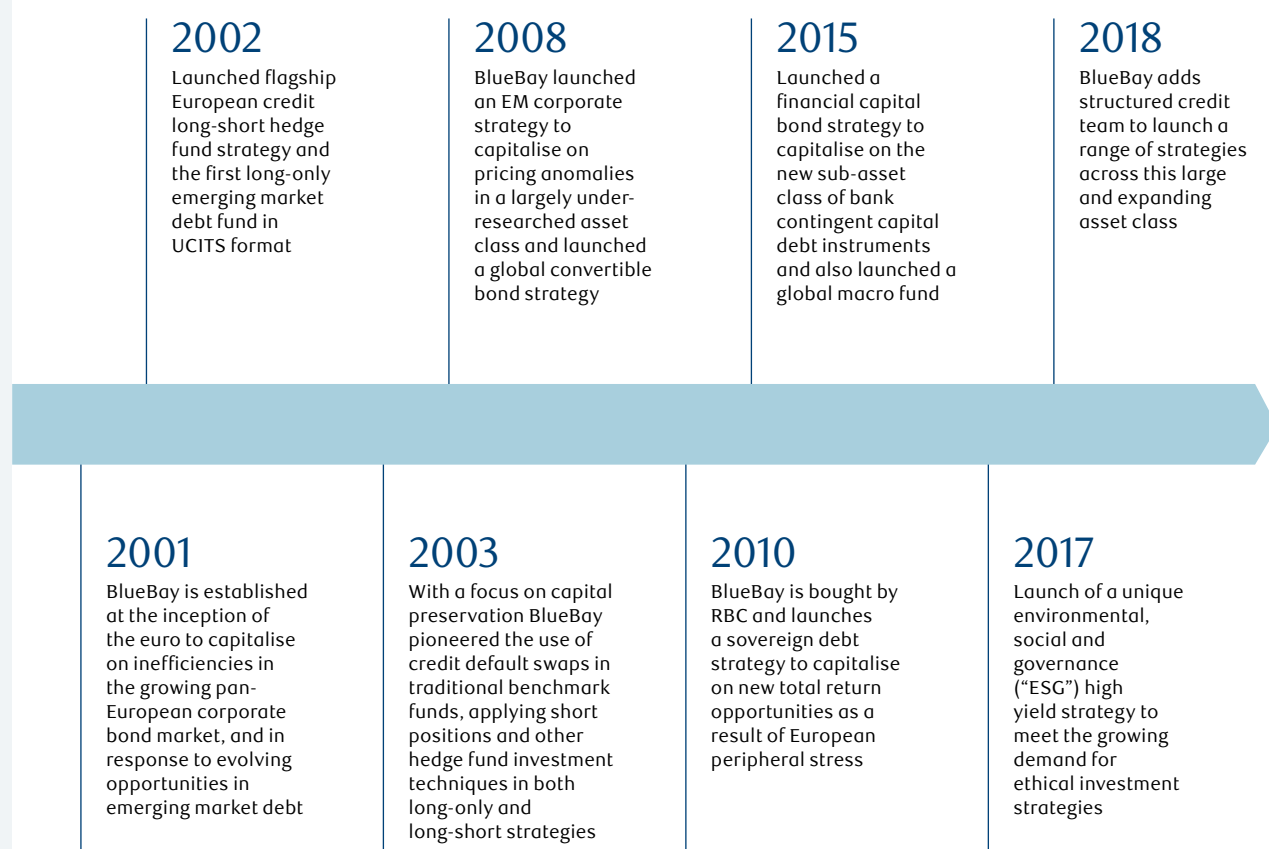 2002
Launched flagship
European credit
long-short hedge
fund strategy and
the first long-only
emerging market
debt fund in
UCITS format
2008
BlueBay launched
an EM corporate
strategy to
capitalise on
pricing anomalies
in a largely under-
researched asset
class and launched
a global convertible
bond strategy
2015
Launched a
financial capital
bond strategy to
capitalise on the
new sub-asset
class of bank
contingent capital
debt instruments
and also launched a
global macro fund
2018
BlueBay adds
structured credit
team to launch a
range of strategies
across this large
and expanding
asset class
2001
BlueBay is established
at the inception of
the euro to capitalise
on inefficiencies in
the growing pan-
European corporate
bond market, and in
response to evolving
opportunities in
emerging market debt
2003
With a focus on capital
preservation BlueBay
pioneered the use of
credit default swaps in
traditional benchmark
funds, applying short
positions and other
hedge fund investment
techniques in both
long-only and
long-short strategies
2010
BlueBay is bought by
RBC and launches
a sovereign debt
strategy to capitalise
on new total return
opportunities as a
result of European
peripheral stress
2017
Launch of a unique
environmental,
social and
governance
(“ESG”) high
yield strategy to
meet the growing
demand for
ethical investment
strategies